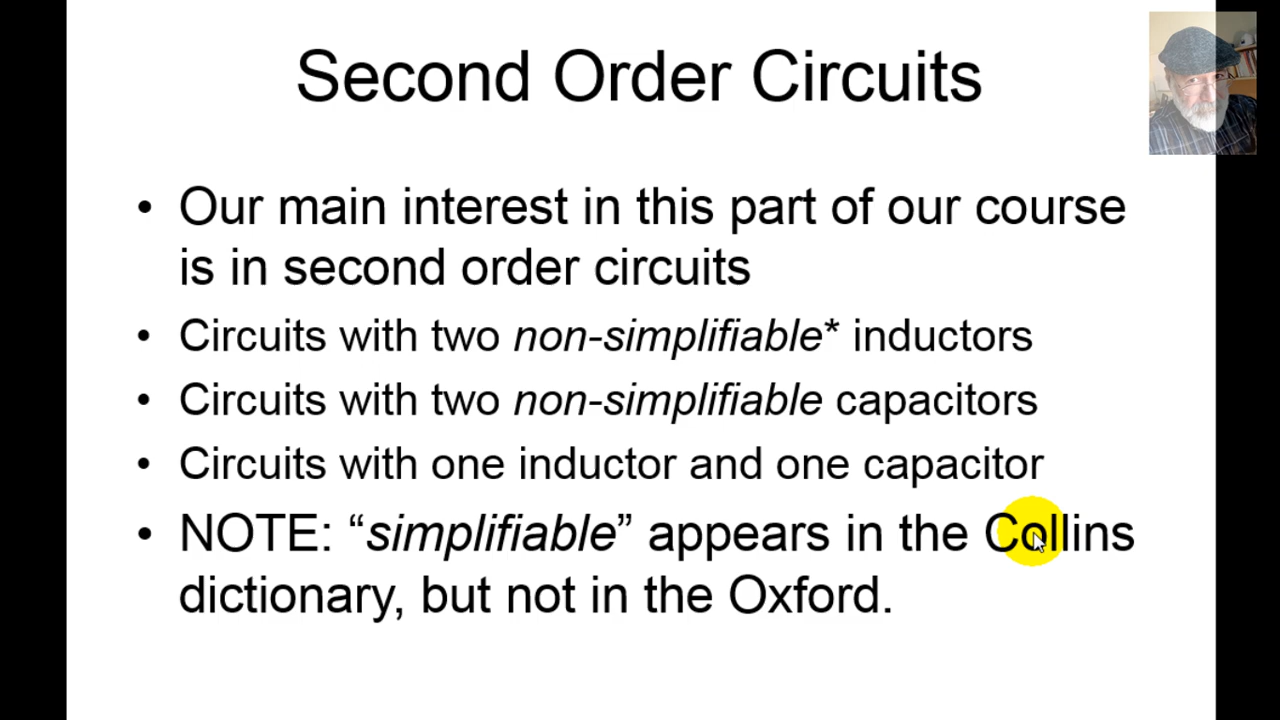 Second Order Circuits
• Our main interest in this part of our course
is in second order circuits
• Circuits with two non-simplifiable* inductors
• Circuits with two non-simplifiable capacitors
• Circuits with one inductor and one capacitor
• NOTE: “simplifiable” appears in the Collins
dictionary, but not in the Oxford.